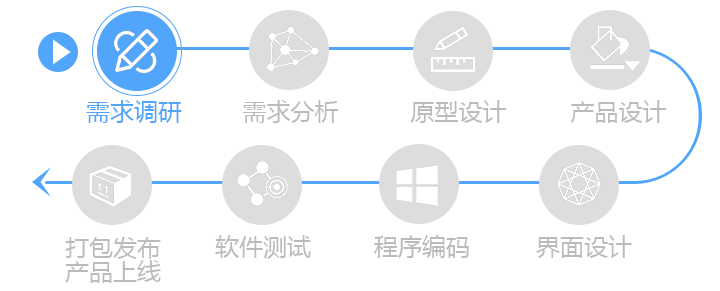 需求调研
需求分析
原型设计
产品设计
界面设计
程序编码
软件测试
打包发布
产品上线